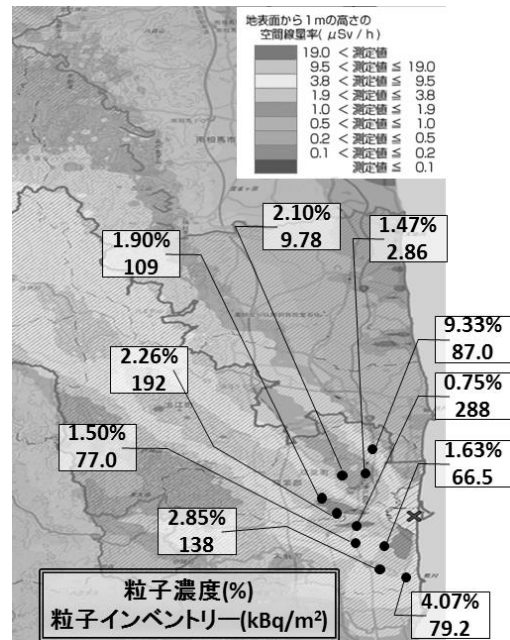 地表面から1mの高さの
空間線量率(μSv/h)
19.0 < 測定値
9.5 < 測定値 ≦ 19.0
3.8 < 測定値 ≦ 9.5
1.9 < 測定値 ≦ 3.8
1.0 < 測定値 ≦ 1.9
0.5 < 測定値 ≦ 1.0
0.2 < 測定値 ≦ 0.5
0.1 < 測定値 ≦ 0.2
測定値 ≦ 0.1
南相馬市
2.10%
9.78
1.47%
2.86
1.90%
109
9.33%
87.0
2.26%
192
0.75%
288
1.50%
77.0
1.63%
66.5
2.85%
138
4.07%
79.2
粒子濃度(%)
粒子インベントリー(kBq/m²)